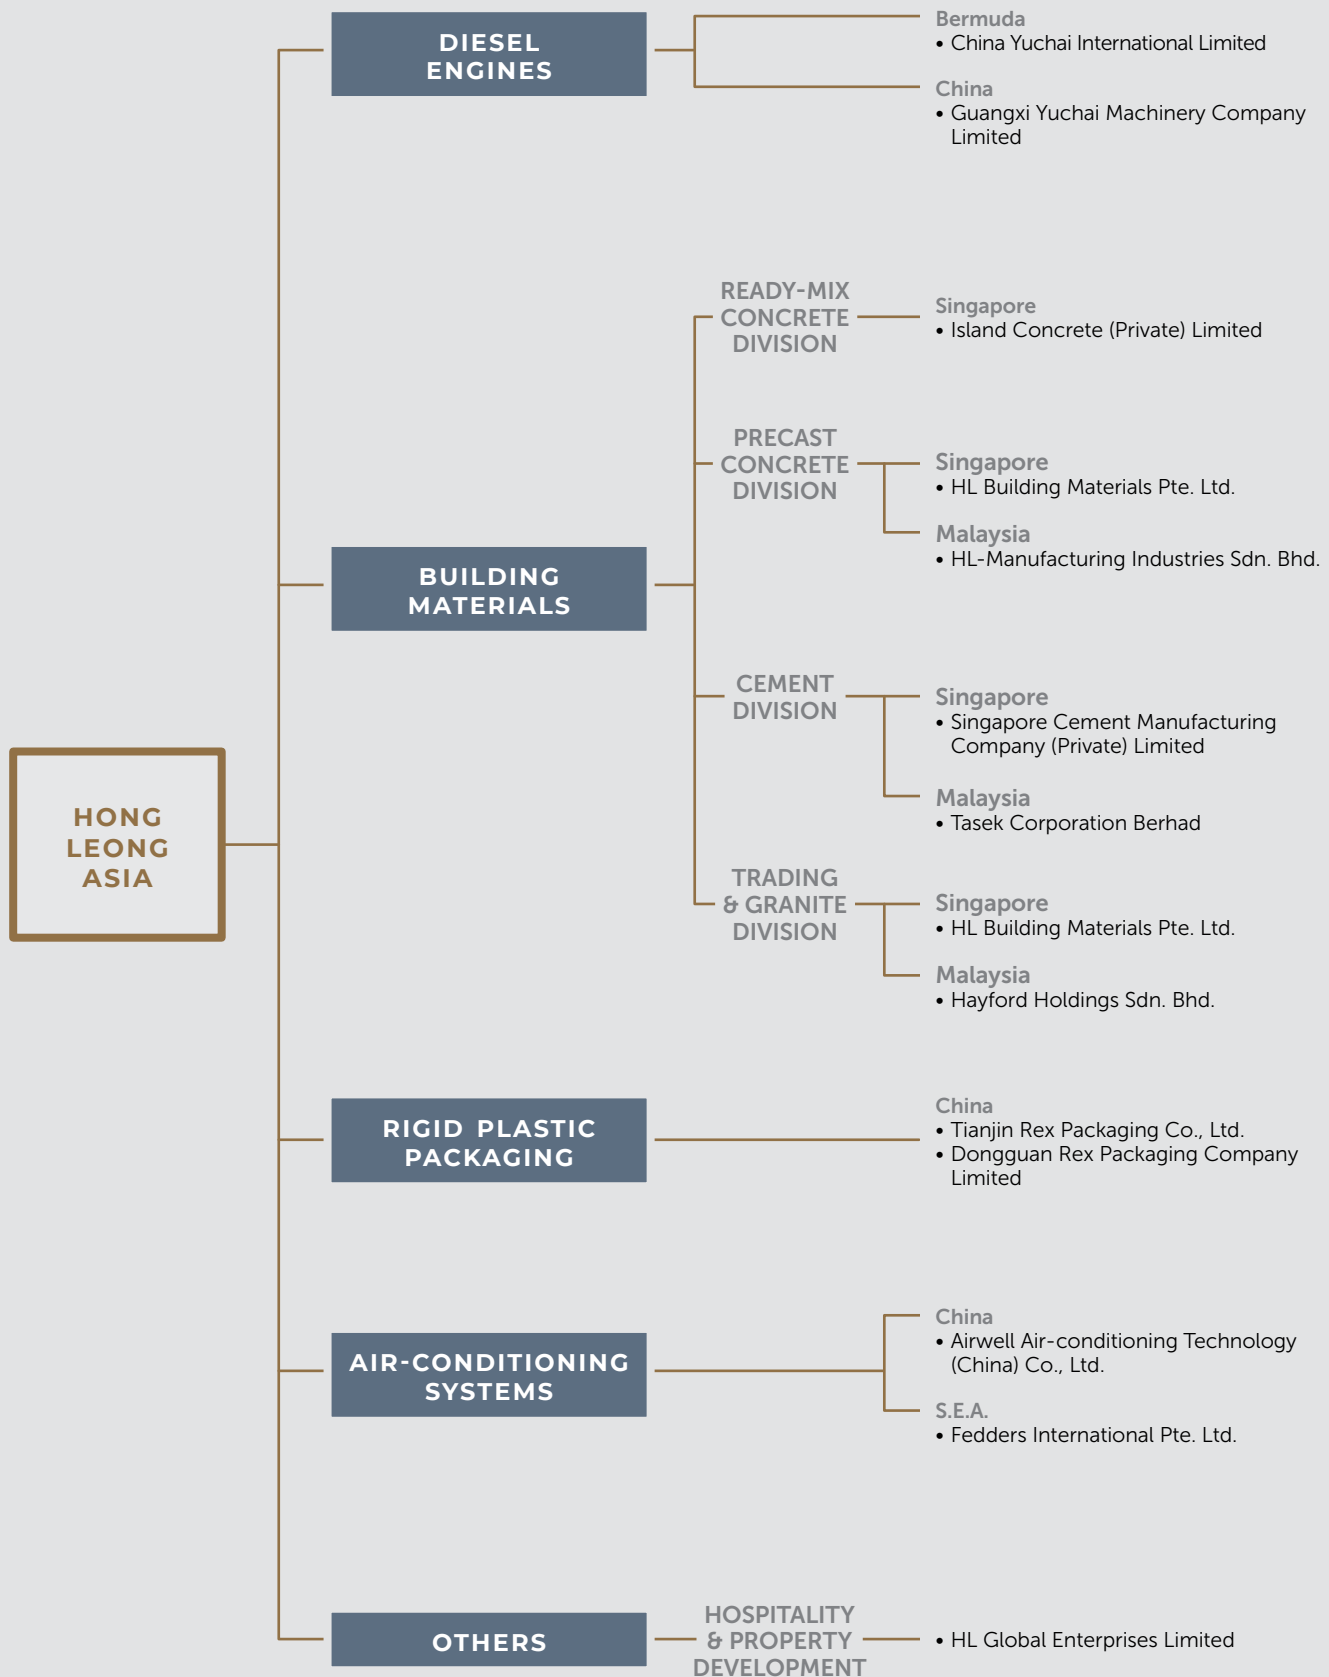 HONG
LEONG
ASIA
DIESEL
ENGINES
Bermuda
• China Yuchai International Limited
China
• Guangxi Yuchai Machinery Company
Limited
BUILDING
MATERIALS
READY-MIX
CONCRETE
DIVISION
Singapore
• Island Concrete (Private) Limited
PRECAST
CONCRETE
DIVISION
Singapore
• HL Building Materials Pte. Ltd.
Malaysia
• HL-Manufacturing Industries Sdn. Bhd.
CEMENT
DIVISION
Singapore
• Singapore Cement Manufacturing
Company (Private) Limited
Malaysia
• Tasek Corporation Berhad
TRADING
& GRANITE
DIVISION
Singapore
• HL Building Materials Pte. Ltd.
Malaysia
• Hayford Holdings Sdn. Bhd.
RIGID PLASTIC
PACKAGING
China
• Tianjin Rex Packaging Co., Ltd.
• Dongguan Rex Packaging Company
Limited
AIR-CONDITIONING
SYSTEMS
China
• Airwell Air-conditioning Technology
(China) Co., Ltd.
S.E.A.
• Fedders International Pte. Ltd.
OTHERS
HOSPITALITY
& PROPERTY
DEVELOPMENT
• HL Global Enterprises Limited